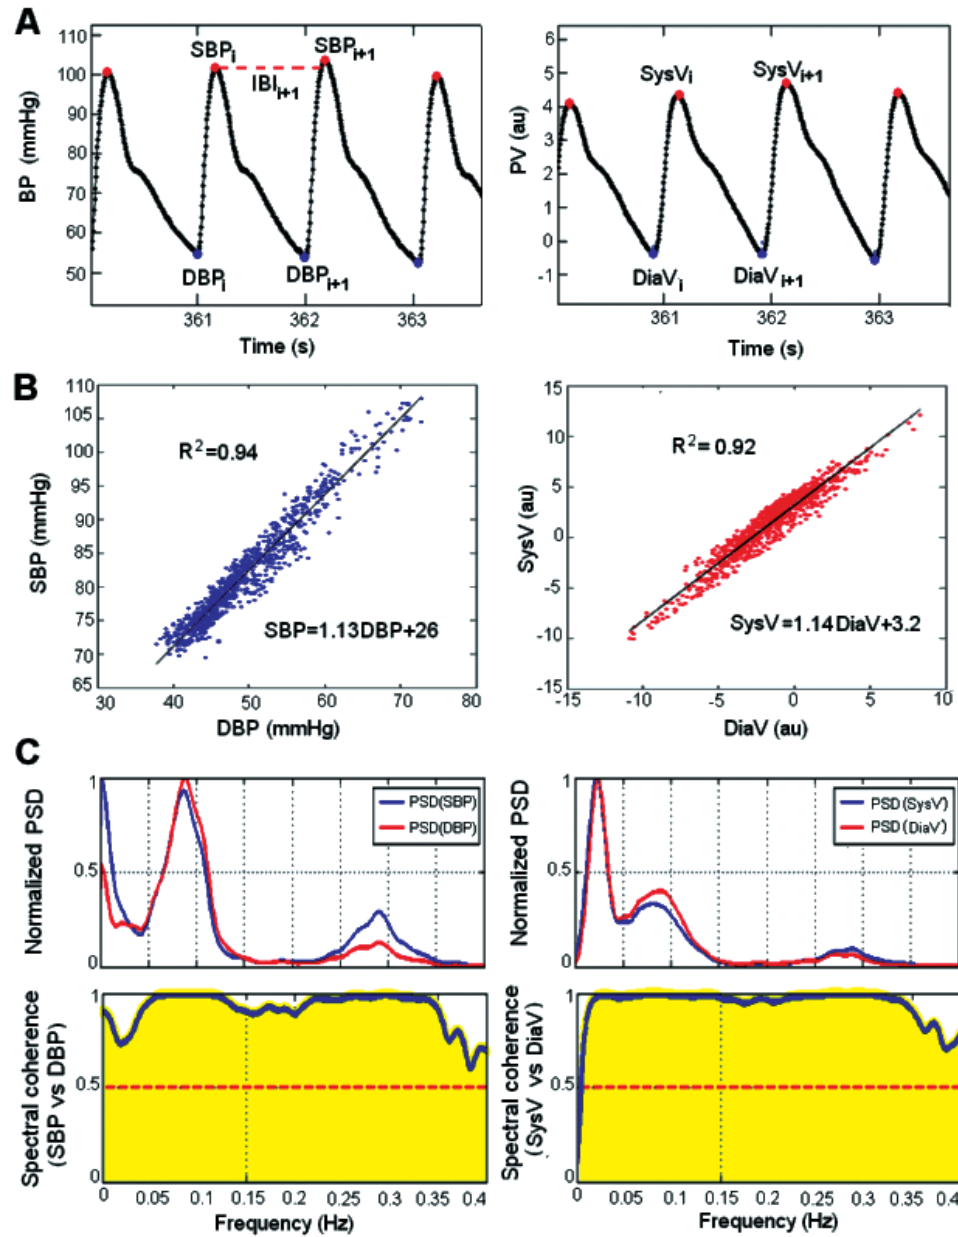 A
110
100
90
80
70
60
50
BP (mmHg)
SBPi
SBPi+1
IBIi+1
DBPi
DBPi+1
361
362
363
Time (s)
6
5
4
3
2
1
0
-1
PV (au)
SysVi
SysVi+1
DiaVi
DiaVi+1
361
362
363
Time (s)
B
110
105
100
95
90
85
80
75
70
65
SBP (mmHg)
R²=0.94
SBP=1.13DBP+26
30
40
50
60
70
80
DBP (mmHg)
15
10
5
0
-5
-10
-15
SysV (au)
R²= 0.92
SysV=1.14DiaV+3.2
-15
-10
-5
0
5
10
DiaV (au)
C
1
0.5
0
Normalized PSD
PSD(SBP)
PSD(DBP)
1
0.5
0
Normalized PSD
PSD(SysV)
PSD(DiaV)
1
0.5
0
Spectral coherence
(SBP vs DBP)
0
0.05
0.1
0.15
0.2
0.25
0.3
0.35
0.4
Frequency (Hz)
1
0.5
0
Spectral coherence
(SysV vs DiaV)
0
0.05
0.1
0.15
0.2
0.25
0.3
0.35
0.4
Frequency (Hz)